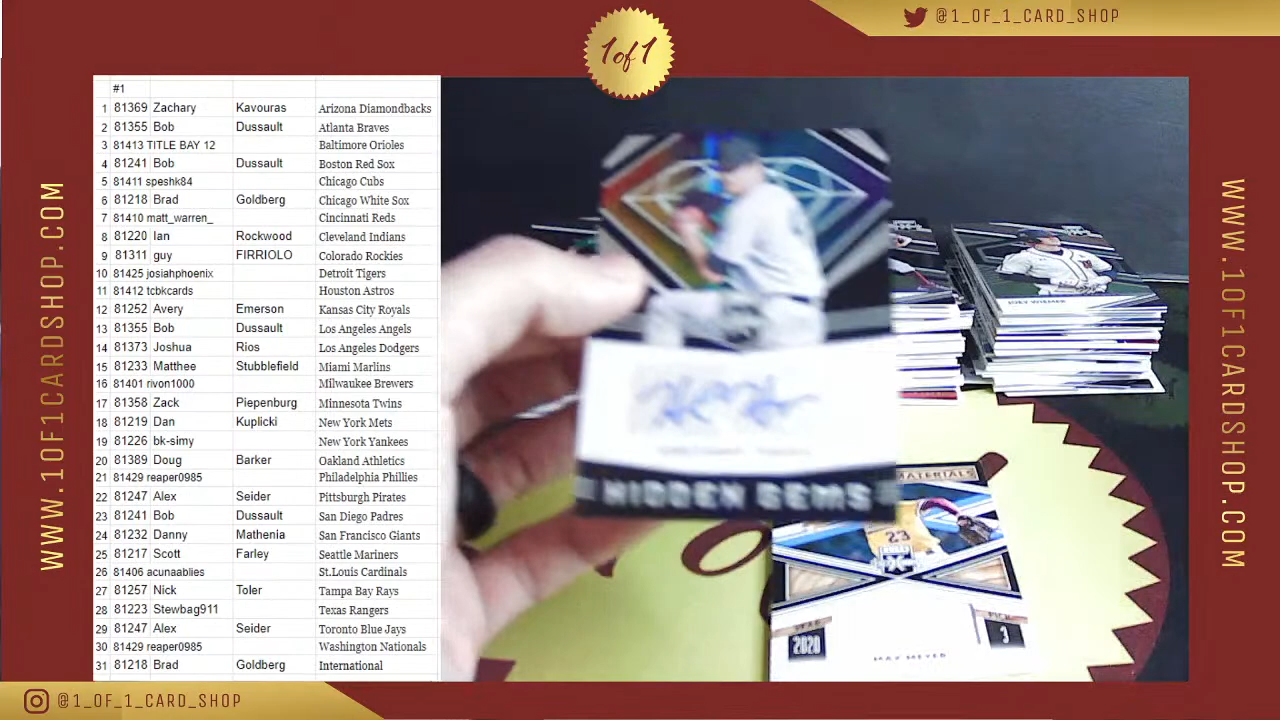 @1_OF_1_CARD_SHOP
1of1
#1
1 81369 Zachary Kavouras Arizona Diamondbacks
2 81355 Bob Dussault Atlanta Braves
3 81413 TITLE BAY 12 Baltimore Orioles
4 81241 Bob Dussault Boston Red Sox
5 81411 speshk84 Chicago Cubs
6 81218 Brad Goldberg Chicago White Sox
7 81410 matt_warren_ Cincinnati Reds
8 81220 Ian Rockwood Cleveland Indians
9 81311 guy FIRRIOLO Colorado Rockies
10 81425 josiahphoenix Detroit Tigers
11 81412 tcbkcards Houston Astros
12 81252 Avery Emerson Kansas City Royals
13 81355 Bob Dussault Los Angeles Angels
14 81373 Joshua Rios Los Angeles Dodgers
15 81233 Matthee Stubblefield Miami Marlins
16 81401 rivon1000 Milwaukee Brewers
17 81358 Zack Piepenburg Minnesota Twins
18 81219 Dan Kuplicki New York Mets
19 81226 bk-simy New York Yankees
20 81389 Doug Barker Oakland Athletics
21 81429 reaper0985 Philadelphia Phillies
22 81247 Alex Seider Pittsburgh Pirates
23 81241 Bob Dussault San Diego Padres
24 81232 Danny Mathenia San Francisco Giants
25 81217 Scott Farley Seattle Mariners
26 81406 acunaablies St.Louis Cardinals
27 81257 Nick Toler Tampa Bay Rays
28 81223 Stewbag911 Texas Rangers
29 81247 Alex Seider Toronto Blue Jays
30 81429 reaper0985 Washington Nationals
31 81218 Brad Goldberg International
WWW.1OF1CARDSHOP.COM
HIDDEN GEMS
JOEY WIEMER
MATERIALS
23
YEAR
2020
PICK
3
MAX MEYER
WWW.1OF1CARDSHOP.COM
@1_OF_1_CARD_SHOP